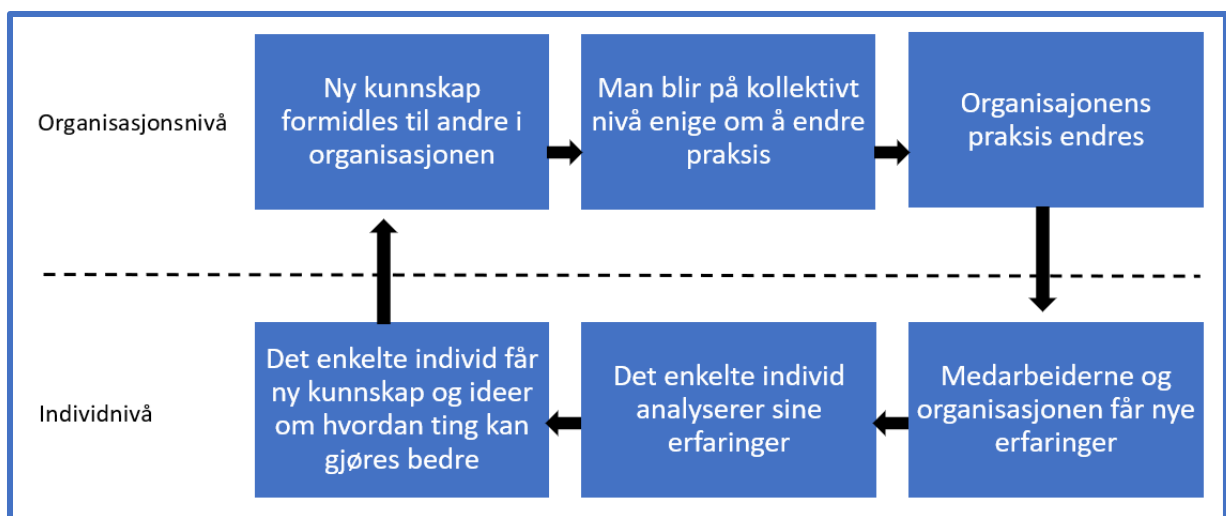 Organisasjonsnivå
Ny kunnskap
formidles til andre i
organisasjonen
Man blir på kollektivt
nivå enige om å endre
praksis
Organisajonens
praksis endres
Individnivå
Det enkelte individ får
ny kunnskap og ideer
om hvordan ting kan
gjøres bedre
Det enkelte individ
analyserer sine
erfaringer
Medarbeiderne og
organisasjonen får nye
erfaringer